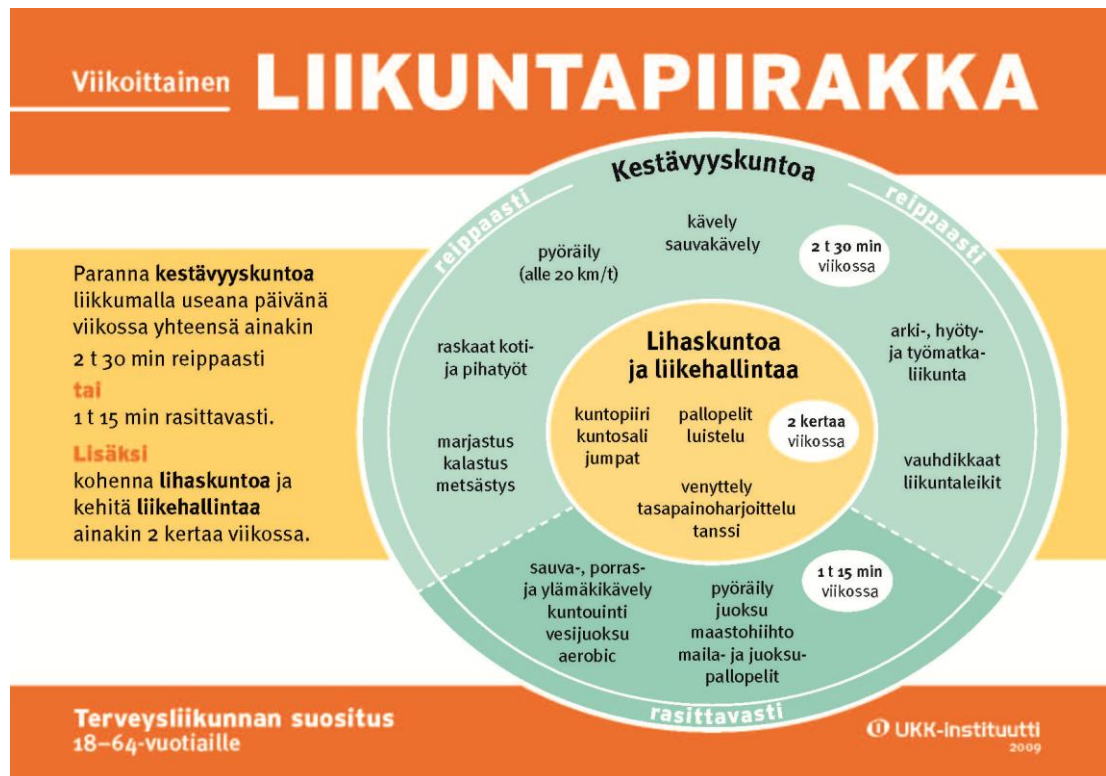 Viikoittainen LIIKUNTAPIIRAKKA
Paranna kestävyyskuntoa
liikkumalla useana päivänä
viikossa yhteensä ainakin
2 t 30 min reippaasti
tai
1 t 15 min rasittavasti.
Lisäksi
kohenna lihaskuntoa ja
kehitä liikehallintaa
ainakin 2 kertaa viikossa.
Kestävyyskuntoa
reippaasti
reippaasti
kävely
sauvakävely
2 t 30 min
viikossa
pyöräily
(alle 20 km/t)
raskaat koti-
ja pihatyöt
arki-, hyöty-
ja työmatka-
liikunta
marjastus
kalastus
metsästys
vauhdikkaat
liikuntaleikit
Lihaskuntoa
ja liikehallintaa
kuntopiiri
kuntosali
jumpat
pallopelit
luistelu
2 kertaa
viikossa
venyttely
tasapainoharjoittelu
tanssi
sauva-, porras-
ja ylämäkikävely
kuntouinti
vesijuoksu
aerobic
pyöräily
juoksu
maastohiihto
maila- ja juoksu-
pallopelit
1 t 15 min
viikossa
rasittavasti
Terveysliikunnan suositus
18–64-vuotiaille
UKK-instituutti
2009